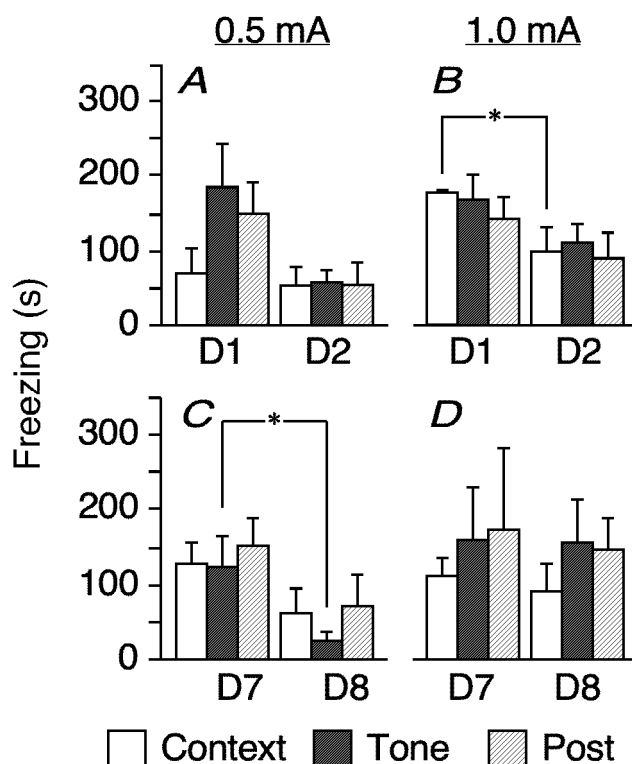 0.5 mA 1.0 mA
A B
300
200
100
0
*
D1 D2 D1 D2
Freezing (s)
C D
300
200
100
0
*
D7 D8 D7 D8
Context Tone Post